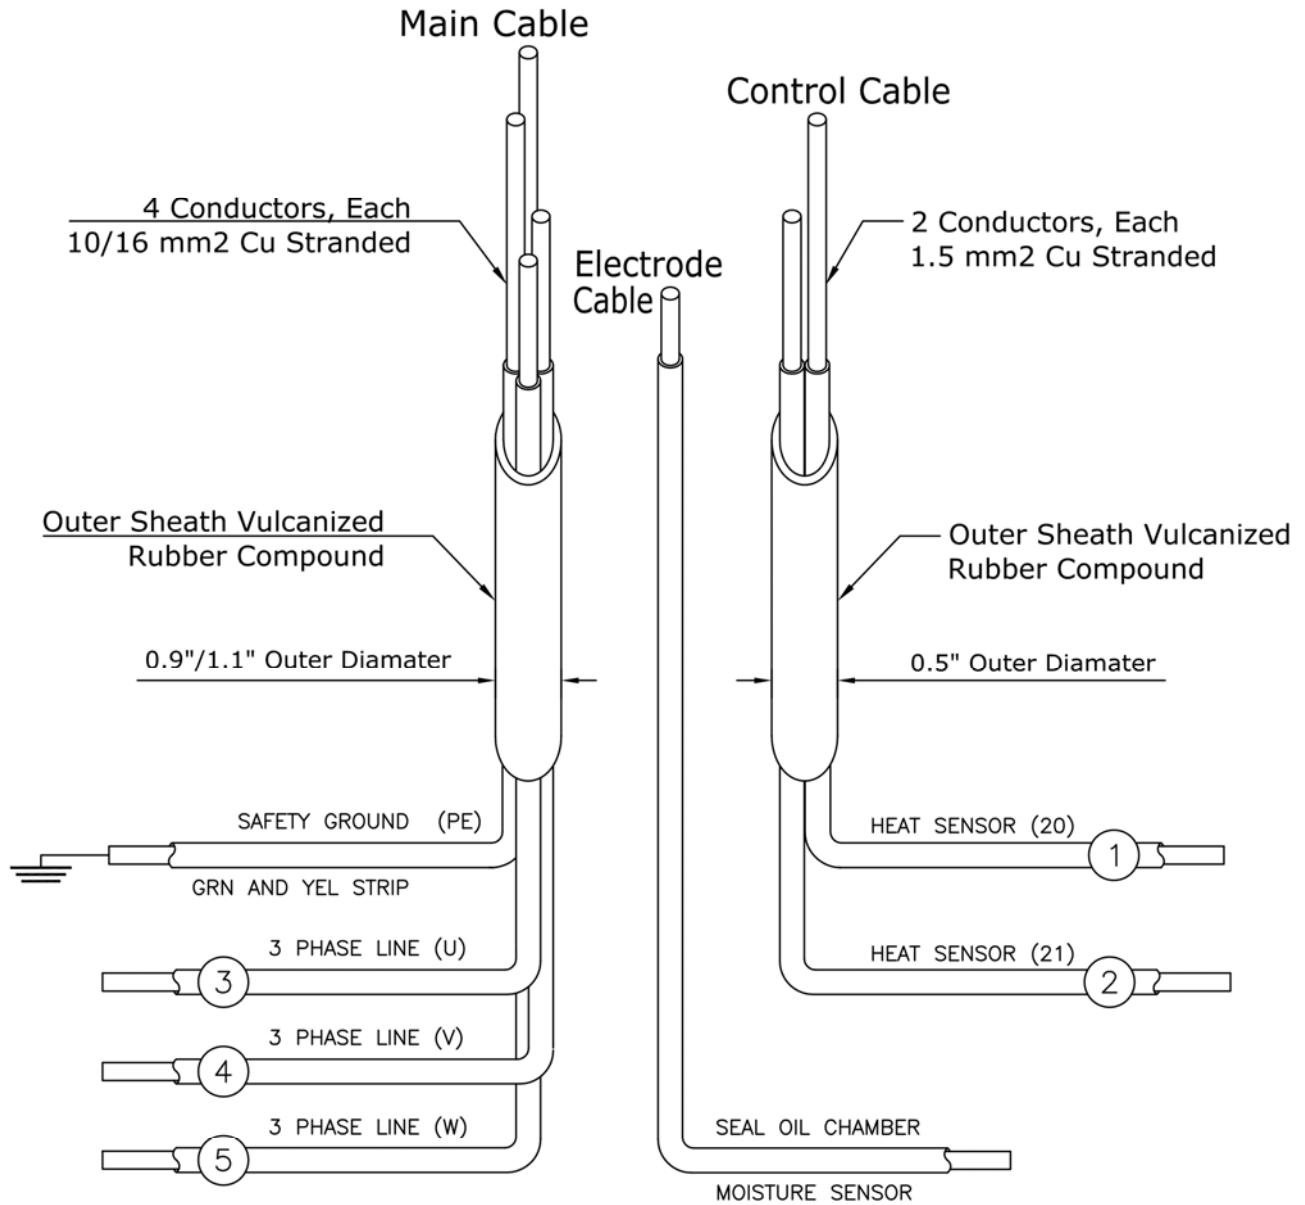 Main Cable
Control Cable
4 Conductors, Each
10/16 mm2 Cu Stranded
2 Conductors, Each
1.5 mm2 Cu Stranded
Electrode
Cable
Outer Sheath Vulcanized
Rubber Compound
Outer Sheath Vulcanized
Rubber Compound
0.9"/1.1" Outer Diamater
0.5" Outer Diamater
SAFETY GROUND (PE)
GRN AND YEL STRIP
HEAT SENSOR (20)
1
3 PHASE LINE (U)
3
HEAT SENSOR (21)
2
3 PHASE LINE (V)
4
3 PHASE LINE (W)
5
SEAL OIL CHAMBER
MOISTURE SENSOR